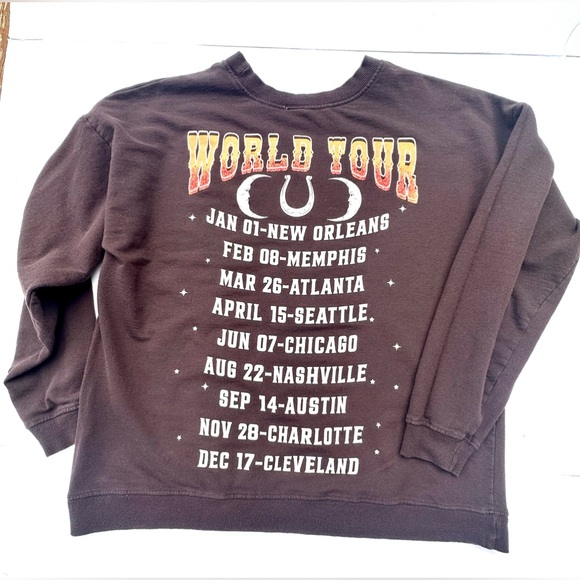 WORLD TOUR
JAN 01-NEW ORLEANS
FEB 08-MEMPHIS
MAR 26-ATLANTA
APRIL 15-SEATTLE
JUN 07-CHICAGO
AUG 22-NASHVILLE
SEP 14-AUSTIN
NOV 28-CHARLOTTE
DEC 17-CLEVELAND